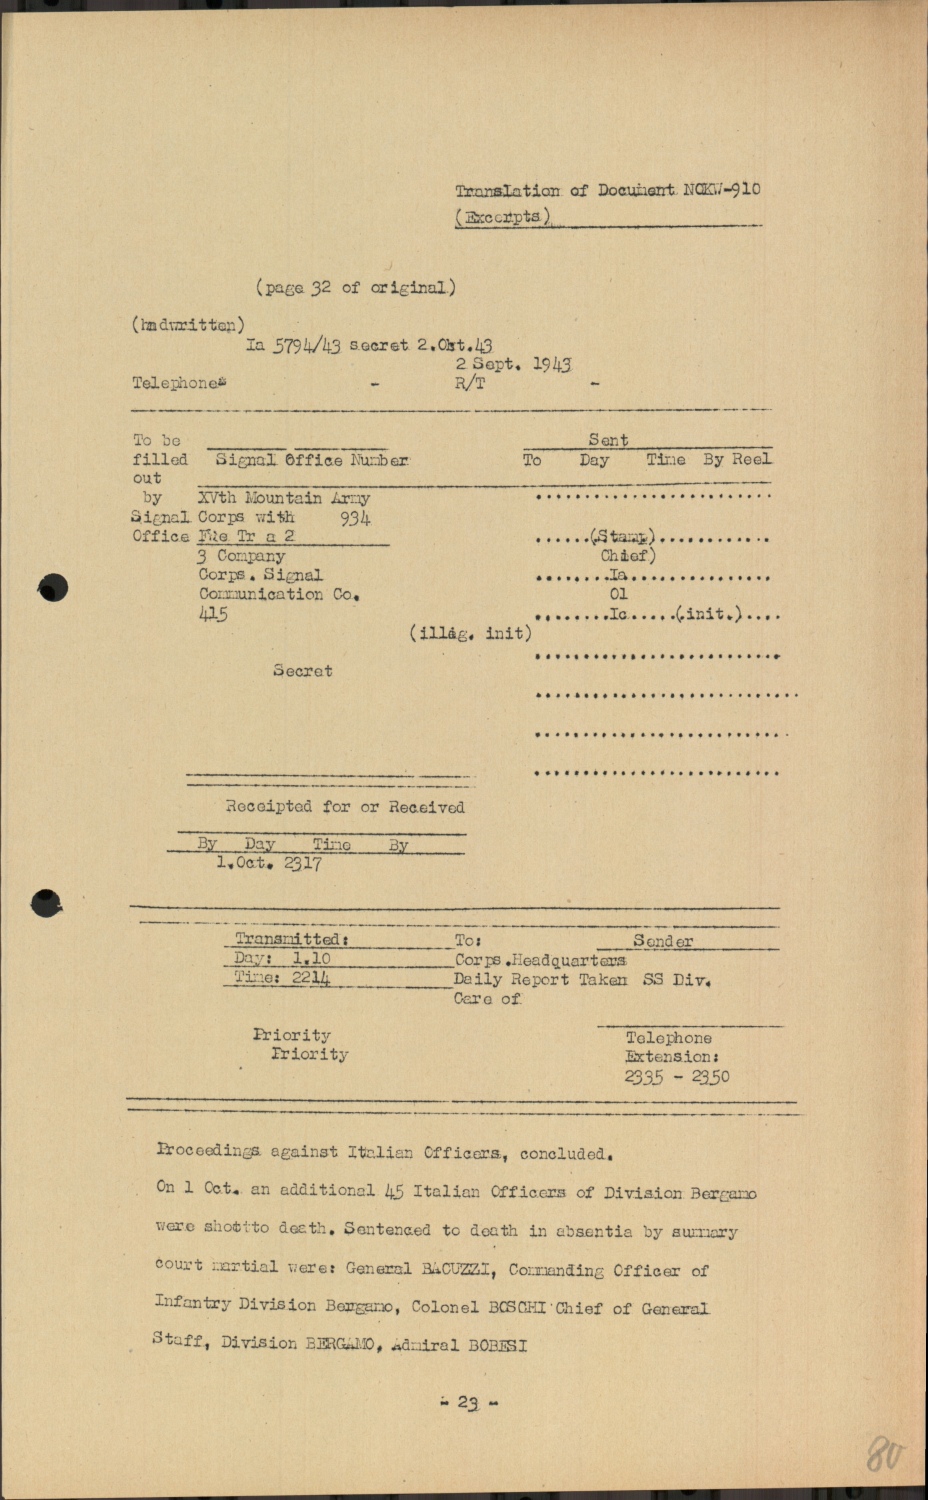 Translation of Document NOKW-910
(Excerpts)
(page 32 of original)
(handwritten)
Ia 5794/43 secret 2.Okt.43
2 Sept. 1943
Telephone* - R/T -
To be Sent
filled Signal Office Number To Day Time By Reel
out
by XVth Mountain Army ..........................
Signal Corps with 934
Office File Tr a 2 ......(Stamp).............
3 Company Chief)
Corps. Signal ........Ia................
Communication Co. 01
415 ........Ic.....(init.)....
(illeg. init)
..........................
Secret
............................
...........................
..........................
Receipted for or Received
By Day Time By
1.Oct. 2317
Transmitted: To: Sender
Day: 1.10 Corps.Headquarters
Time: 2214 Daily Report Taken SS Div.
Care of
Priority Telephone
Priority Extension:
2335 - 2350
Proceedings against Italian Officers, concluded.
On 1 Oct. an additional 45 Italian Officers of Division Bergamo
were shotto death. Sentenced to death in absentia by summary
court martial were: General BACUZZI, Commanding Officer of
Infantry Division Bergamo, Colonel BOSCHI Chief of General
Staff, Division BERGAMO, Admiral BOBESI
- 23 -
80